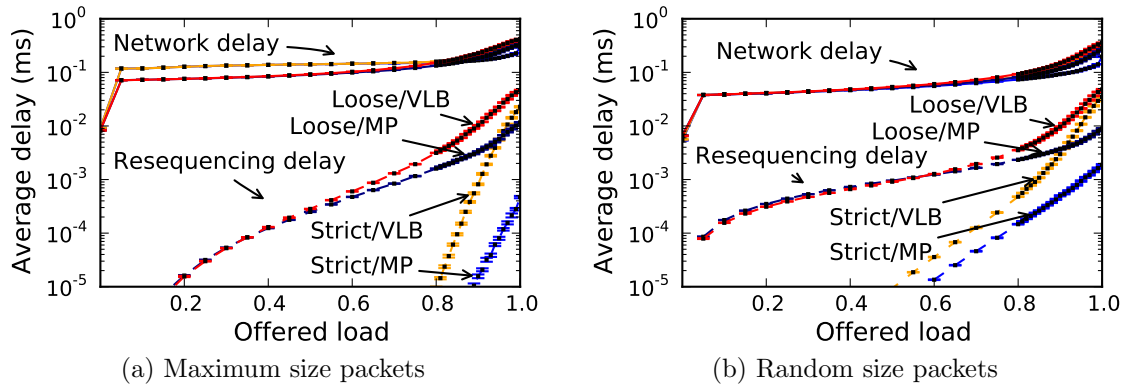 10^0
10^-1
10^-2
10^-3
10^-4
10^-5
Average delay (ms)
Network delay
Loose/VLB
Loose/MP
Resequencing delay
Strict/VLB
Strict/MP
0.2 0.4 0.6 0.8 1.0
Offered load
(a) Maximum size packets
10^0
10^-1
10^-2
10^-3
10^-4
10^-5
Average delay (ms)
Network delay
Loose/VLB
Loose/MP
Resequencing delay
Strict/VLB
Strict/MP
0.2 0.4 0.6 0.8 1.0
Offered load
(b) Random size packets